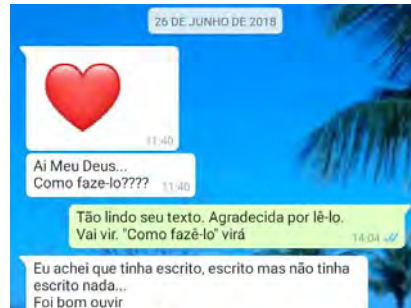 26 DE JUNHO DE 2018
11:40
Ai Meu Deus...
Como faze-lo???? 11:40
Tão lindo seu texto. Agradecida por lê-lo.
Vai vir. "Como fazê-lo" virá
14:04
Eu achei que tinha escrito, escrito mas não tinha
escrito nada...
Foi bom ouvir